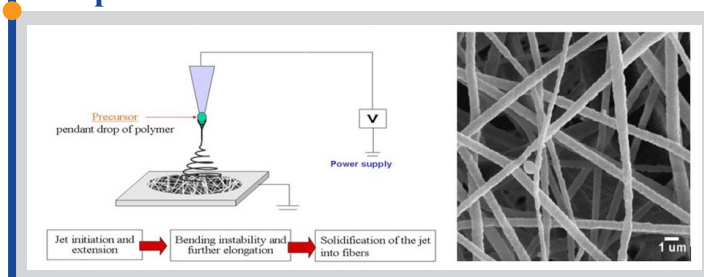 Precursor
pendant drop of polymer
V
Power supply
Jet initiation and
extension
Bending instability and
further elongation
Solidification of the jet
into fibers
1 um